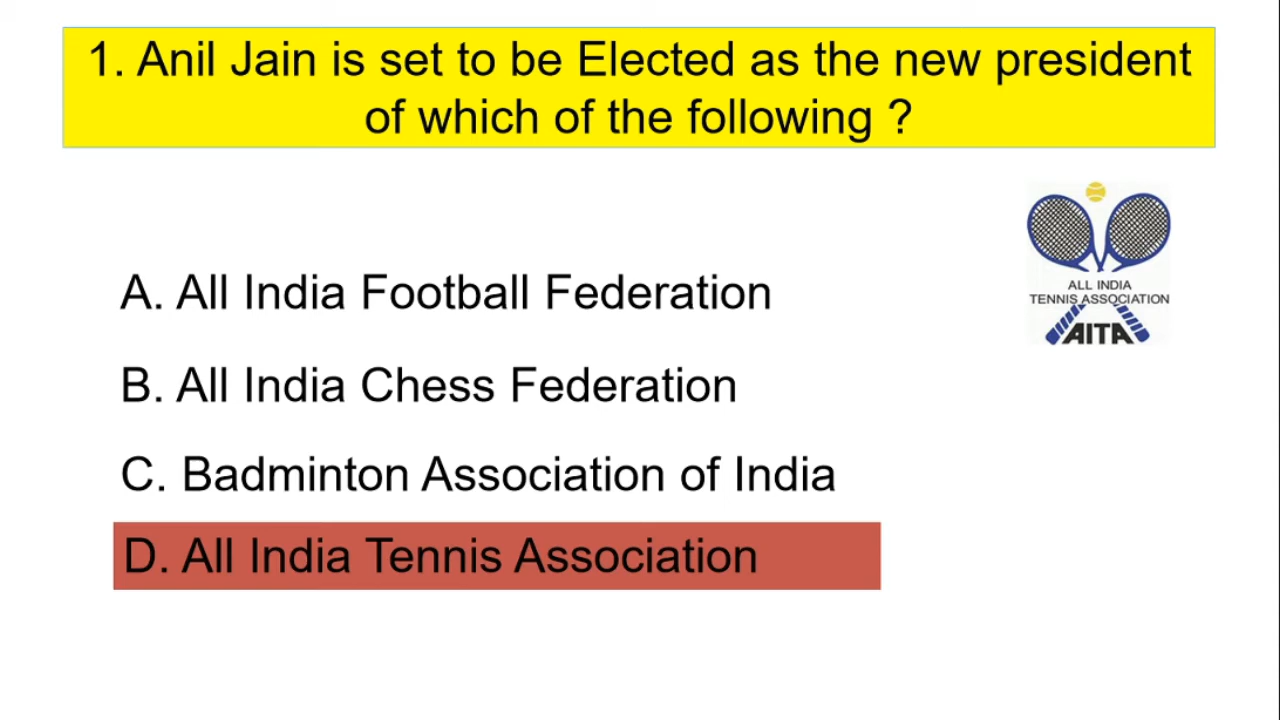 1. Anil Jain is set to be Elected as the new president
of which of the following ?
ALL INDIA
TENNIS ASSOCIATION
AITA
A. All India Football Federation
B. All India Chess Federation
C. Badminton Association of India
D. All India Tennis Association